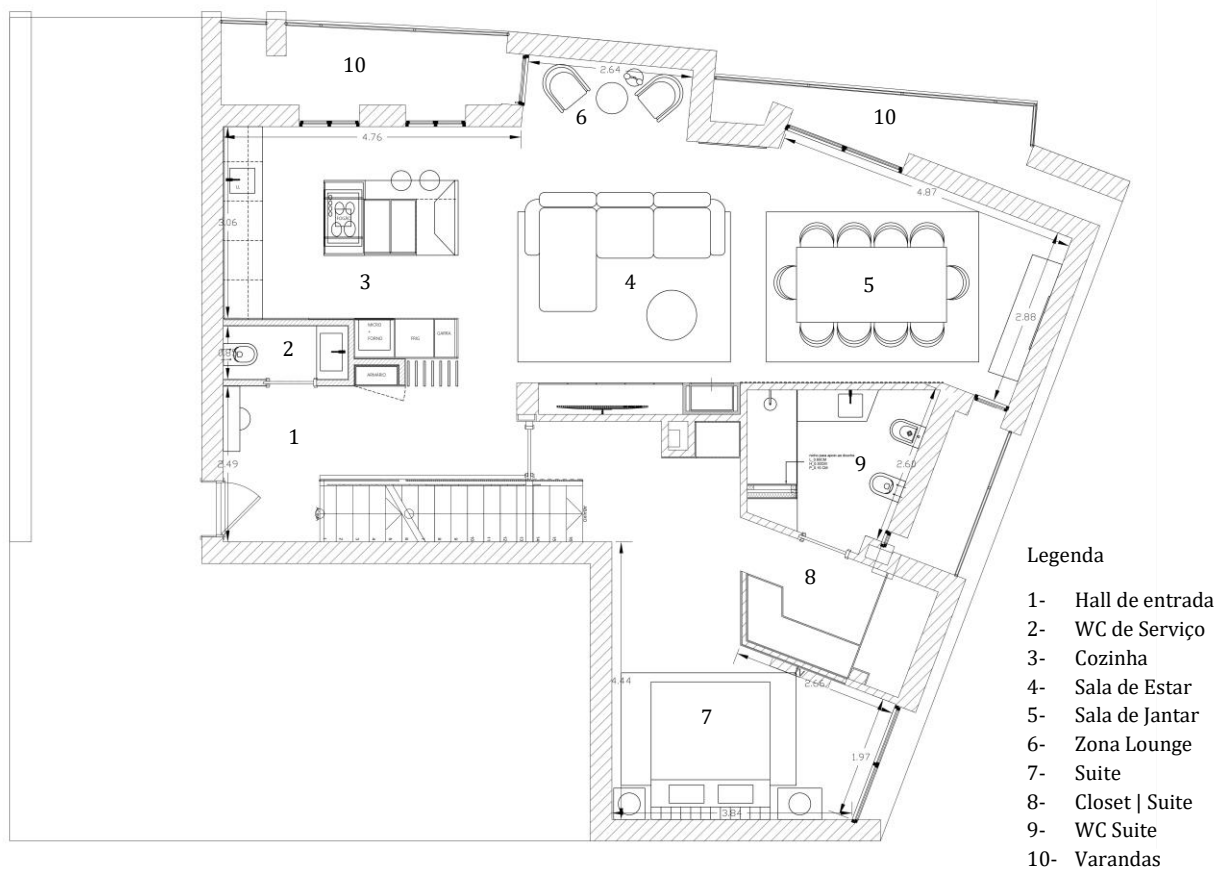 10
2.64
6
10
4.76
4.87
3.06
FOGÃO
3
4
5
2.88
MICRO
+
FORNO
FRIG.
2
ARMÁRIO
1
2.49
9
2.60
8
4.44
2.66
7
1.97
3.84
Legenda
1- Hall de entrada
2- WC de Serviço
3- Cozinha
4- Sala de Estar
5- Sala de Jantar
6- Zona Lounge
7- Suite
8- Closet | Suite
9- WC Suite
10- Varandas